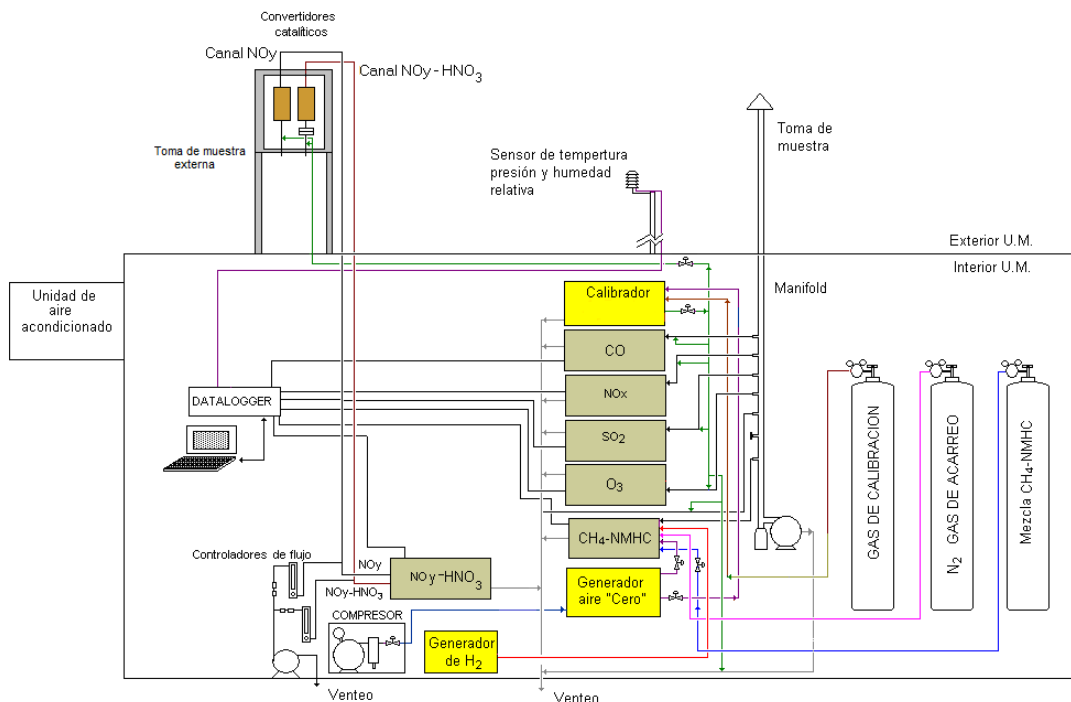 Convertidores
catalíticos
Canal NOy
Canal NOy-HNO₃
Toma de muestra
externa
Sensor de tempertura
presión y humedad
relativa
Toma de
muestra
Exterior U.M.
Interior U.M.
Unidad de
aire
acondicionado
Calibrador
Manifold
CO
DATALOGGER
NOx
SO₂
O₃
CH₄-NMHC
GAS DE CALIBRACION
N₂ GAS DE ACARREO
Mezcla CH₄-NMHC
Controladores de flujo
NOy
NOy-HNO₃
NOy-HNO₃
Generador
aire "Cero"
COMPRESOR
Generador
de H₂
Venteo
Venteo